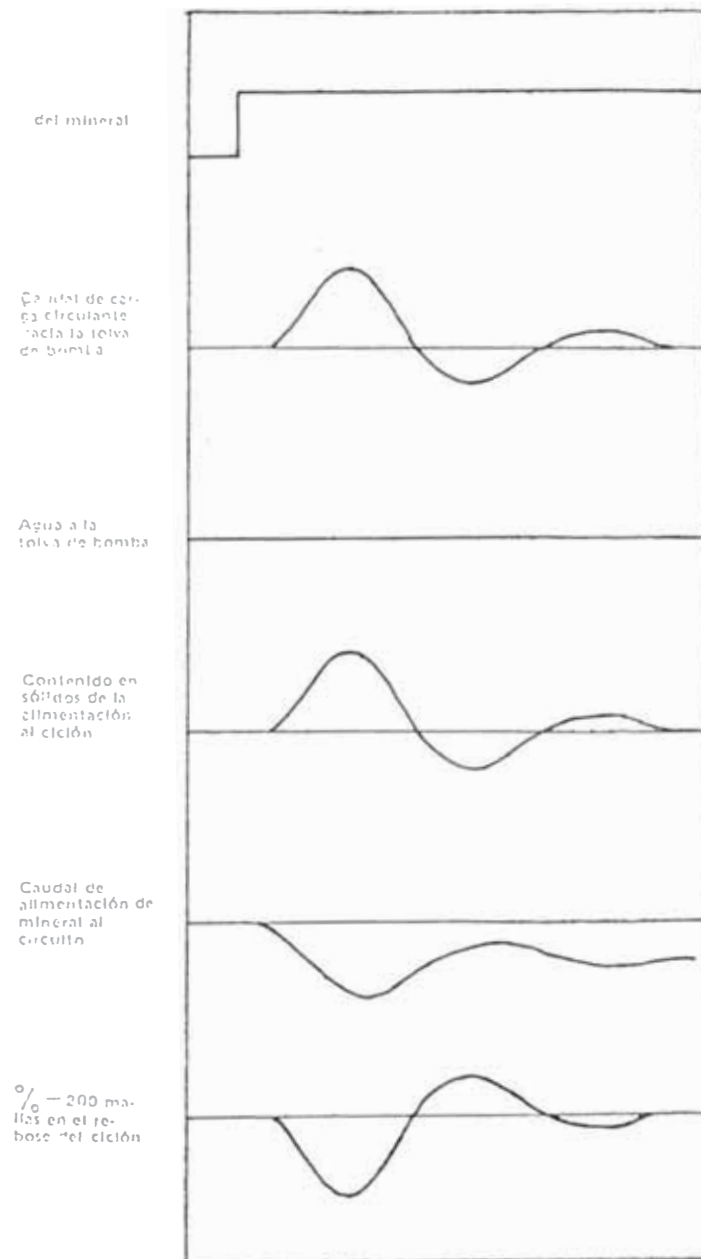 del mineral
Caudal de car-
ga circulante
hacia la tolva
de bomba
Agua a la
tolva de bomba
Contenido en
sólidos de la
alimentación
al ciclón
Caudal de
alimentación de
mineral al
circuito
% — 200 ma-
llas en el re-
bose del ciclón